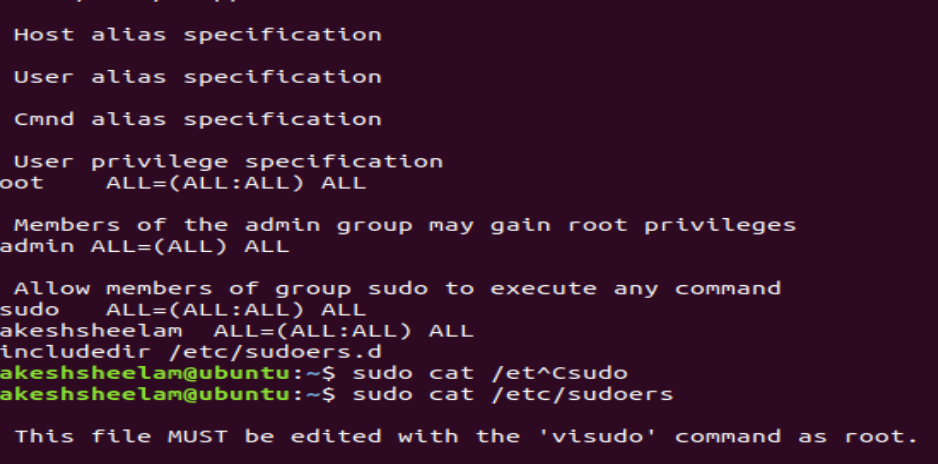 Host alias specification
User alias specification
Cmnd alias specification
User privilege specification
oot ALL=(ALL:ALL) ALL
Members of the admin group may gain root privileges
admin ALL=(ALL) ALL
Allow members of group sudo to execute any command
sudo ALL=(ALL:ALL) ALL
akeshsheelam ALL=(ALL:ALL) ALL
includedir /etc/sudoers.d
akeshsheelam@ubuntu:~$ sudo cat /et^Csudo
akeshsheelam@ubuntu:~$ sudo cat /etc/sudoers
This file MUST be edited with the 'visudo' command as root.